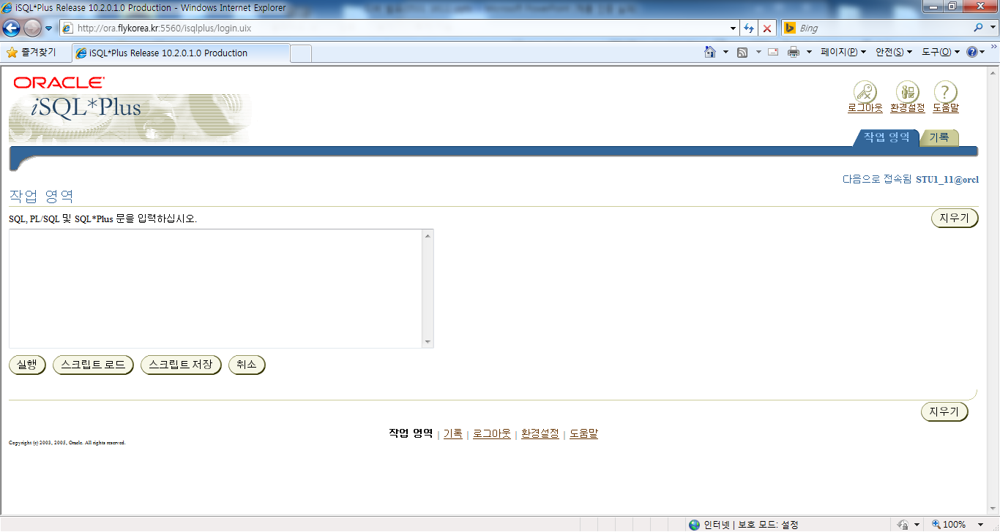 iSQL*Plus Release 10.2.0.1.0 Production - Windows Internet Explorer
http://ora.flykorea.kr:5560/isqlplus/login.uix
Bing
즐겨찾기
iSQL*Plus Release 10.2.0.1.0 Production
페이지(P) 안전(S) 도구(O)
ORACLE
iSQL*Plus
로그아웃 환경설정 도움말
작업 영역 기록
다음으로 접속됨 STU1_11@orcl
작업 영역
SQL, PL/SQL 및 SQL*Plus 문을 입력하십시오.
지우기
실행 스크립트 로드 스크립트 저장 취소
지우기
작업 영역 | 기록 | 로그아웃 | 환경설정 | 도움말
Copyright (c) 2003, 2005, Oracle. All rights reserved.
인터넷 | 보호 모드: 설정
100%